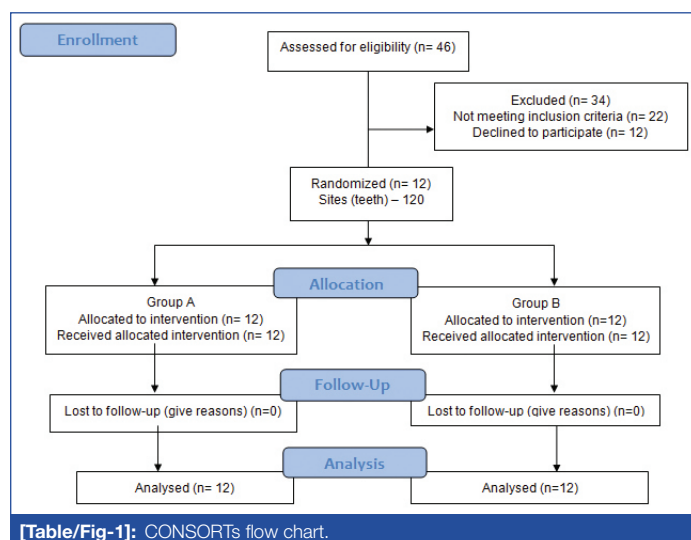 Enrollment
Assessed for eligibility (n= 46)
Excluded (n= 34)
Not meeting inclusion criteria (n= 22)
Declined to participate (n= 12)
Randomized (n= 12)
Sites (teeth) – 120
Allocation
Group A
Allocated to intervention (n= 12)
Received allocated intervention (n= 12)
Group B
Allocated to intervention (n=12)
Received allocated intervention (n= 12)
Follow-Up
Lost to follow-up (give reasons) (n=0)
Lost to follow-up (give reasons) (n=0)
Analysis
Analysed (n= 12)
Analysed (n=12)
[Table/Fig-1]: CONSORTs flow chart.